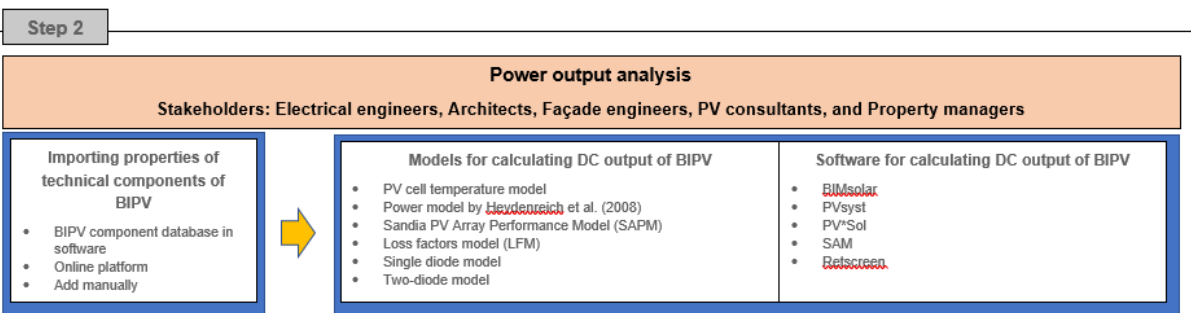 Step 2
Power output analysis
Stakeholders: Electrical engineers, Architects, Façade engineers, PV consultants, and Property managers
Importing properties of
technical components of
BIPV
• BIPV component database in
software
• Online platform
• Add manually
Models for calculating DC output of BIPV
• PV cell temperature model
• Power model by Heydenreich et al. (2008)
• Sandia PV Array Performance Model (SAPM)
• Loss factors model (LFM)
• Single diode model
• Two-diode model
Software for calculating DC output of BIPV
• BIMsolar
• PVsyst
• PV*Sol
• SAM
• Retscreen